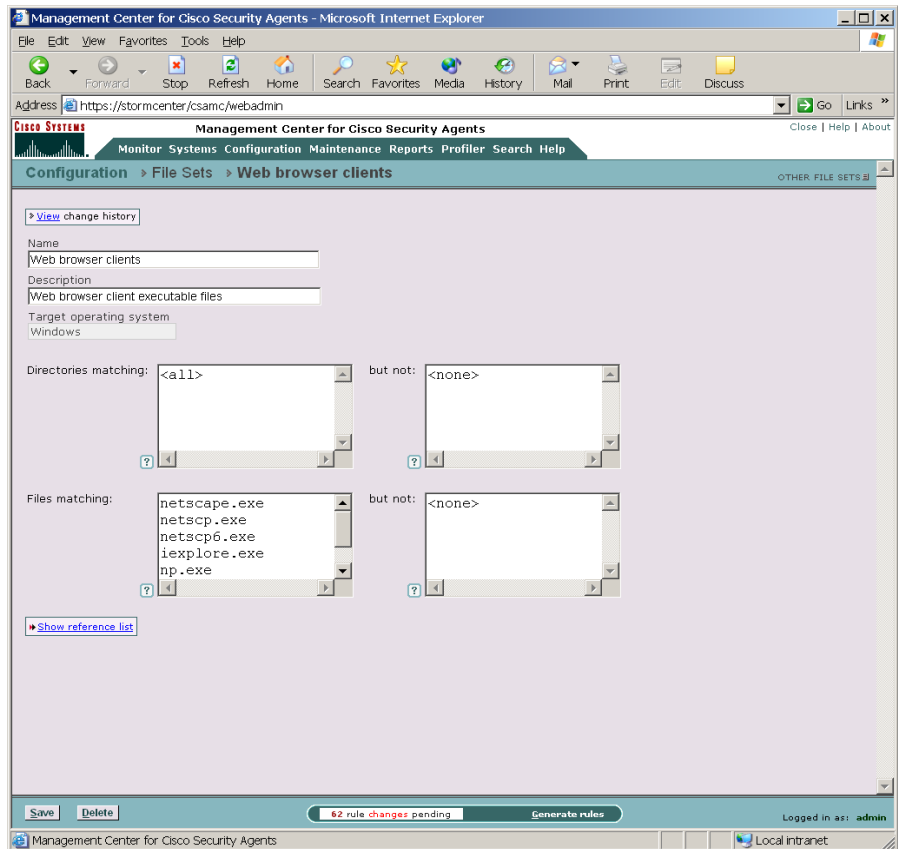 Management Center for Cisco Security Agents - Microsoft Internet Explorer
File Edit View Favorites Tools Help
Back Forward Stop Refresh Home Search Favorites Media History Mail Print Edit Discuss
Address https://stormcenter/csamc/webadmin Go Links »
CISCO SYSTEMS Management Center for Cisco Security Agents Close | Help | About
Monitor Systems Configuration Maintenance Reports Profiler Search Help
Configuration > File Sets > Web browser clients OTHER FILE SETS
View change history
Name
Web browser clients
Description
Web browser client executable files
Target operating system
Windows
Directories matching: <all> but not: <none>
?
?
Files matching: netscape.exe but not: <none>
netscp.exe
netscp6.exe
iexplore.exe
np.exe
?
?
Show reference list
Save Delete 62 rule changes pending Generate rules Logged in as: admin
Management Center for Cisco Security Agents Local intranet